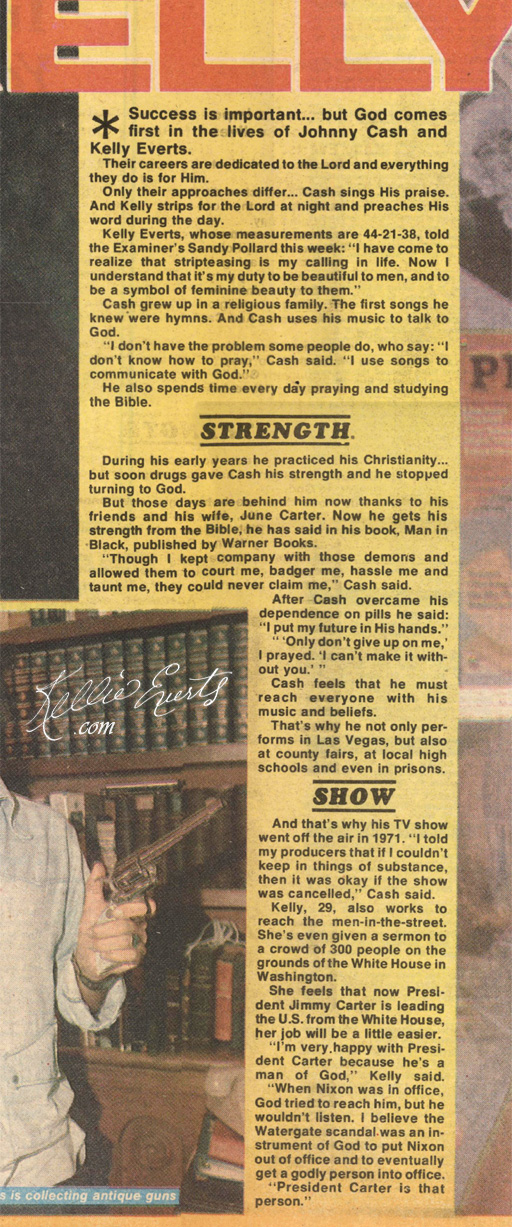 ELLY
* Success is important... but God comes
first in the lives of Johnny Cash and
Kelly Everts.
Their careers are dedicated to the Lord and everything
they do is for Him.
Only their approaches differ... Cash sings His praise.
And Kelly strips for the Lord at night and preaches His
word during the day.
Kelly Everts, whose measurements are 44-21-38, told
the Examiner's Sandy Pollard this week: "I have come to
realize that stripteasing is my calling in life. Now I
understand that it's my duty to be beautiful to men, and to
be a symbol of feminine beauty to them."
Cash grew up in a religious family. The first songs he
knew were hymns. And Cash uses his music to talk to
God.
"I don't have the problem some people do, who say: "I
don't know how to pray," Cash said. "I use songs to
communicate with God."
He also spends time every day praying and studying
the Bible.
STRENGTH
During his early years he practiced his Christianity...
but soon drugs gave Cash his strength and he stopped
turning to God.
But those days are behind him now thanks to his
friends and his wife, June Carter. Now he gets his
strength from the Bible, he has said in his book, Man in
Black, published by Warner Books.
"Though I kept company with those demons and
allowed them to court me, badger me, hassle me and
taunt me, they could never claim me," Cash said.
After Cash overcame his
dependence on pills he said:
"I put my future in His hands."
" 'Only don't give up on me,'
I prayed. 'I can't make it with-
out you.' "
Cash feels that he must
reach everyone with his
music and beliefs.
That's why he not only per-
forms in Las Vegas, but also
at county fairs, at local high
schools and even in prisons.
SHOW
And that's why his TV show
went off the air in 1971. "I told
my producers that if I couldn't
keep in things of substance,
then it was okay if the show
was cancelled," Cash said.
Kelly, 29, also works to
reach the men-in-the-street.
She's even given a sermon to
a crowd of 300 people on the
grounds of the White House in
Washington.
She feels that now Presi-
dent Jimmy Carter is leading
the U.S. from the White House,
her job will be a little easier.
"I'm very happy with Presi-
dent Carter because he's a
man of God," Kelly said.
"When Nixon was in office,
God tried to reach him, but he
wouldn't listen. I believe the
Watergate scandal was an in-
strument of God to put Nixon
out of office and to eventually
get a godly person into office.
"President Carter is that
person."
Kellie Everts
.com
s is collecting antique guns